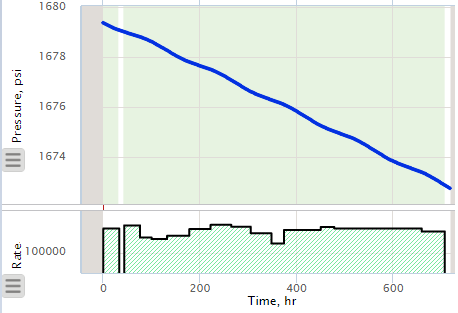 1680
1678
1676
1674
Pressure, psi
100000
Rate
0 200 400 600
Time, hr